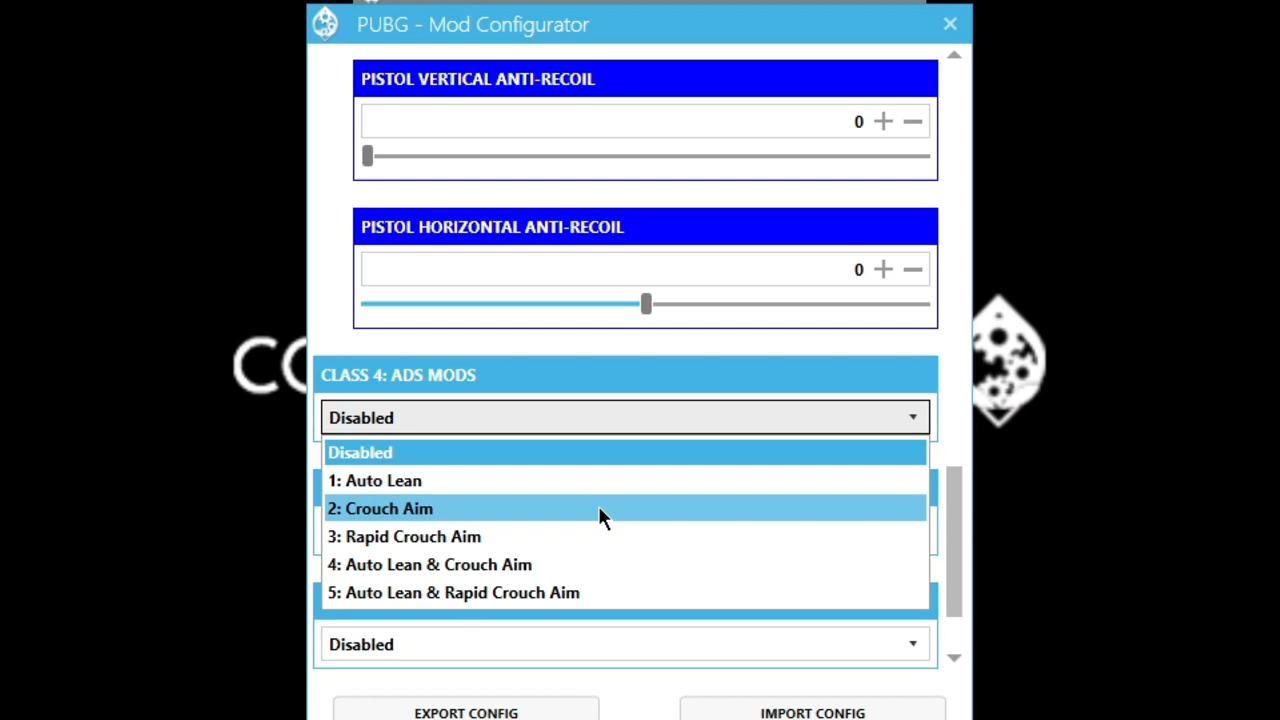 PUBG - Mod Configurator
PISTOL VERTICAL ANTI-RECOIL
0
PISTOL HORIZONTAL ANTI-RECOIL
0
CO
CLASS 4: ADS MODS
Disabled
Disabled
1: Auto Lean
2: Crouch Aim
3: Rapid Crouch Aim
4: Auto Lean & Crouch Aim
5: Auto Lean & Rapid Crouch Aim
Disabled
EXPORT CONFIG
IMPORT CONFIG